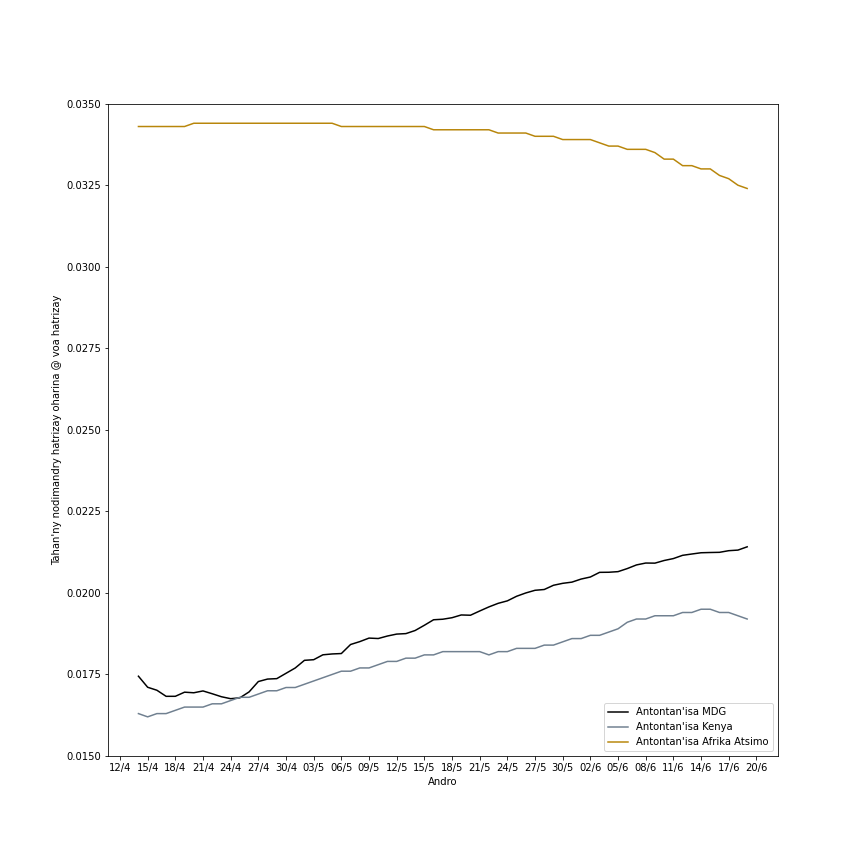 0.0350
0.0325
0.0300
0.0275
0.0250
0.0225
0.0200
0.0175
0.0150
Tahan'ny nodimandry hatrizay oharina @ voa hatrizay
Antontan'isa MDG
Antontan'isa Kenya
Antontan'isa Afrika Atsimo
12/4 15/4 18/4 21/4 24/4 27/4 30/4 03/5 06/5 09/5 12/5 15/5 18/5 21/5 24/5 27/5 30/5 02/6 05/6 08/6 11/6 14/6 17/6 20/6
Andro